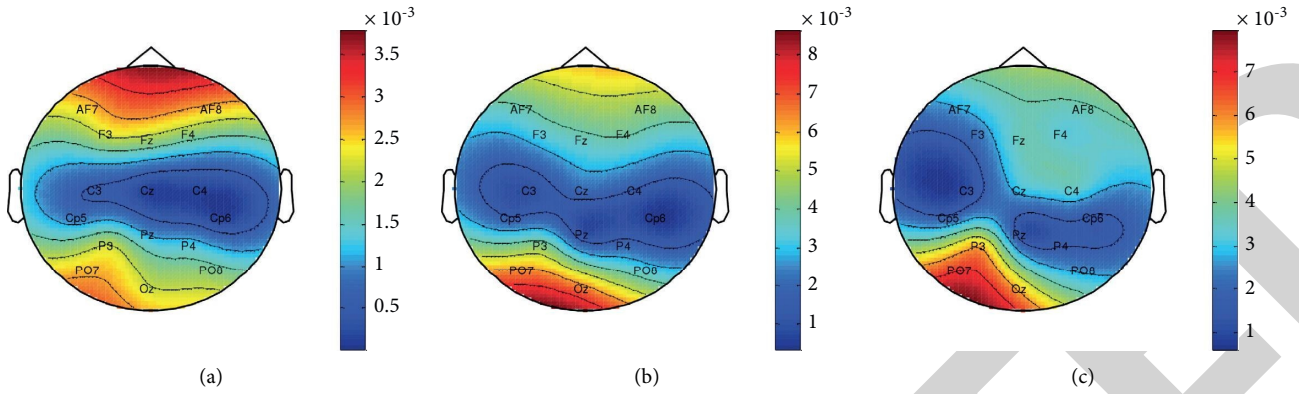 × 10-3
3.5
3
2.5
2
1.5
1
0.5
AF7 AF8
F3 Fz F4
C3 Cz C4
Cp5 Cp6
Pz
P3 P4
PO7 PO8
Oz
(a)
× 10-3
8
7
6
5
4
3
2
1
AF7 AF8
F3 Fz F4
C3 Cz C4
Cp5 Cp6
Pz
P3 P4
PO7 PO8
Oz
(b)
× 10-3
7
6
5
4
3
2
1
AF7 AF8
F3 Fz F4
C3 Cz C4
Cp5 Cp6
Pz
P3 P4
PO7 PO8
Oz
(c)